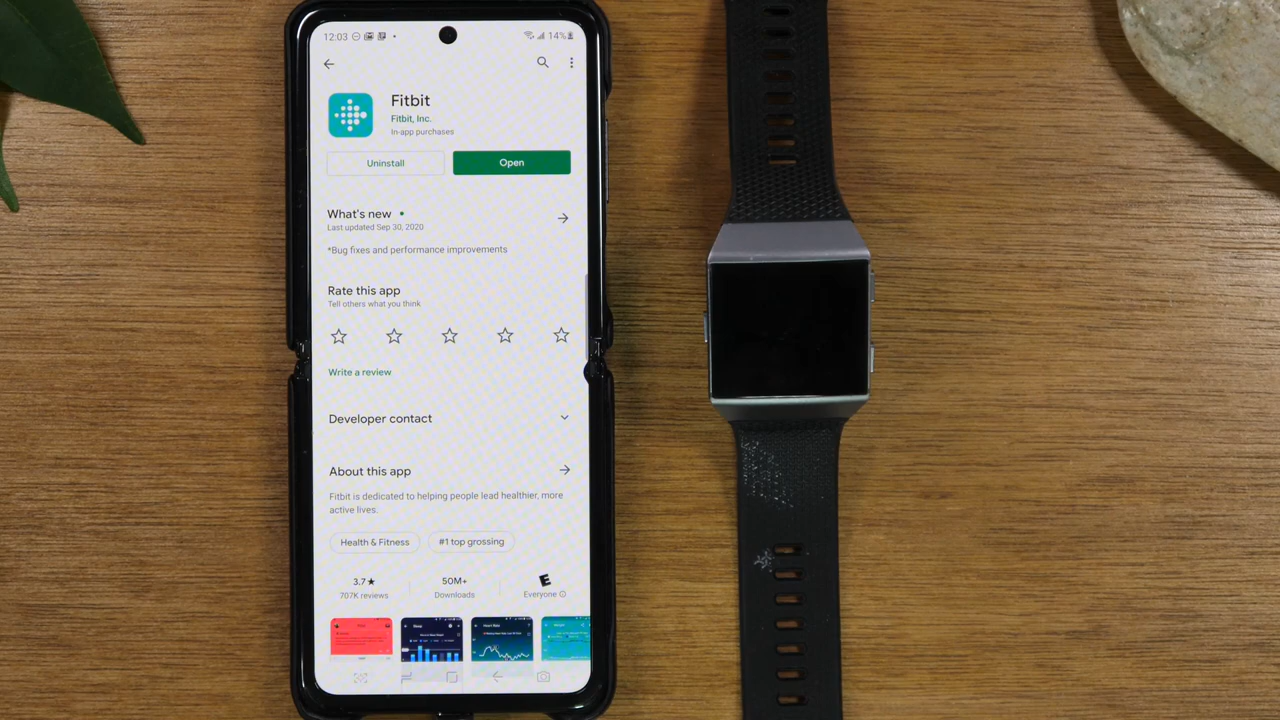 12:03 14%
Fitbit
Fitbit, Inc.
In-app purchases
Uninstall Open
What's new
Last updated Sep 30, 2020
*Bug fixes and performance improvements
Rate this app
Tell others what you think
Write a review
Developer contact
About this app
Fitbit is dedicated to helping people lead healthier, more
active lives.
Health & Fitness #1 top grossing
3.7★ 50M+ E
707K reviews Downloads Everyone
Sleep Heart Rate